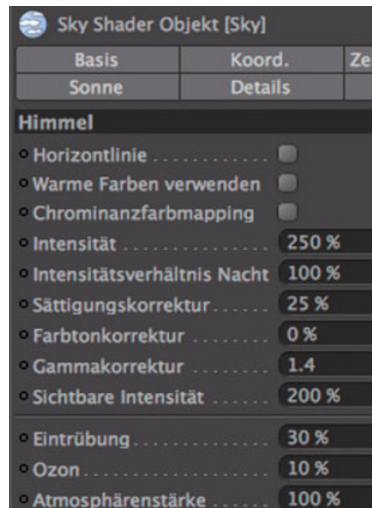 Sky Shader Objekt [Sky]
Basis Koord. Ze
Sonne Details
Himmel
Horizontlinie . . . . . . . . . . . .
Warme Farben verwenden
Chrominanzfarbmapping
Intensität . . . . . . . . . . . . . . . 250 %
Intensitätsverhältnis Nacht 100 %
Sättigungskorrektur . . . . . . 25 %
Farbtonkorrektur . . . . . . . . 0 %
Gammakorrektur . . . . . . . . 1.4
Sichtbare Intensität . . . . . . 200 %
Eintrübung . . . . . . . . . . . . . 30 %
Ozon . . . . . . . . . . . . . . . . . . 10 %
Atmosphärenstärke . . . . . . 100 %